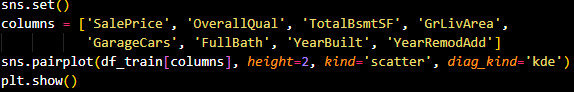 sns.set()
columns = ['SalePrice', 'OverallQual', 'TotalBsmtSF', 'GrLivArea',
'GarageCars', 'FullBath', 'YearBuilt', 'YearRemodAdd']
sns.pairplot(df_train[columns], height=2, kind='scatter', diag_kind='kde')
plt.show()